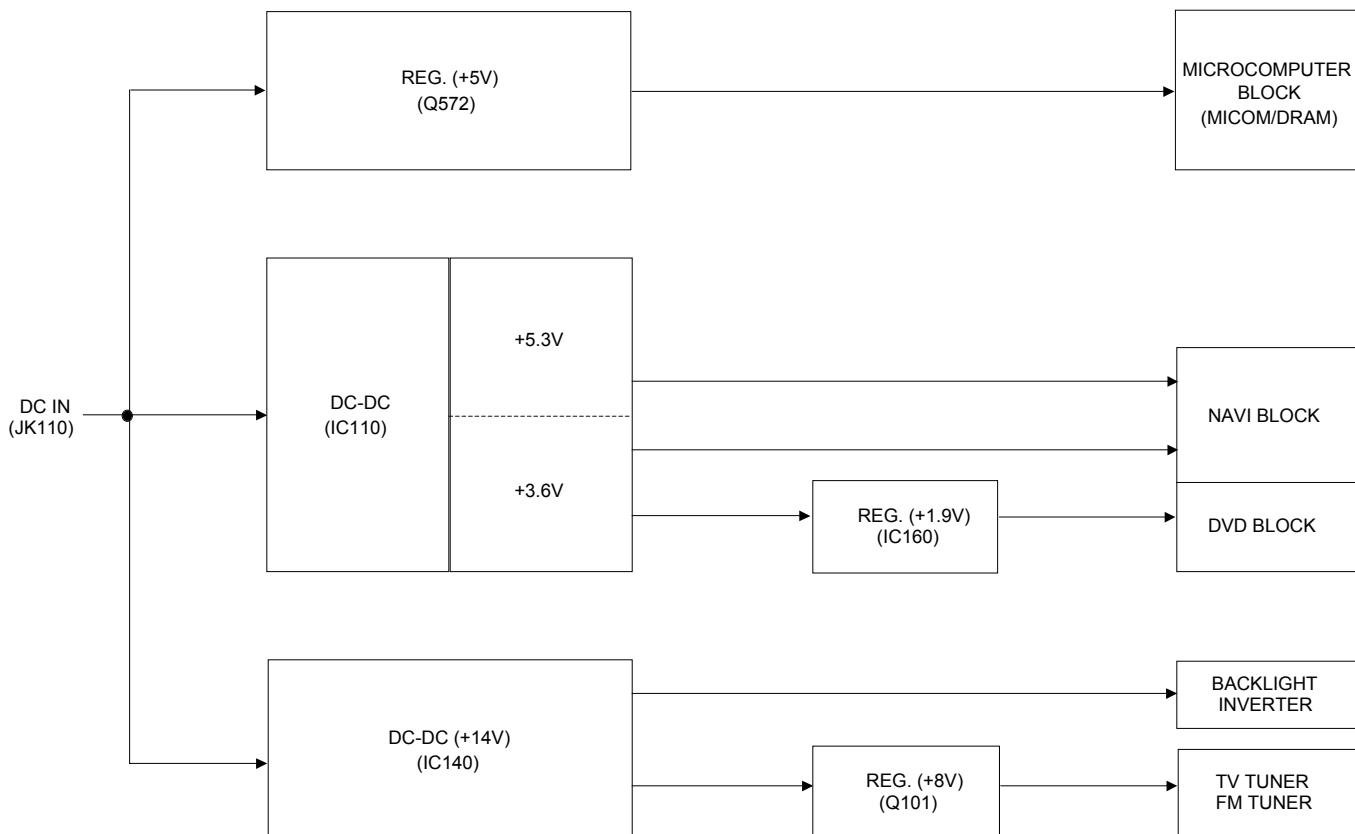 REG. (+5V)
(Q572)
MICROCOMPUTER
BLOCK
(MICOM/DRAM)
DC IN
(JK110)
DC-DC
(IC110)
+5.3V
+3.6V
REG. (+1.9V)
(IC160)
NAVI BLOCK
DVD BLOCK
DC-DC (+14V)
(IC140)
BACKLIGHT
INVERTER
REG. (+8V)
(Q101)
TV TUNER
FM TUNER